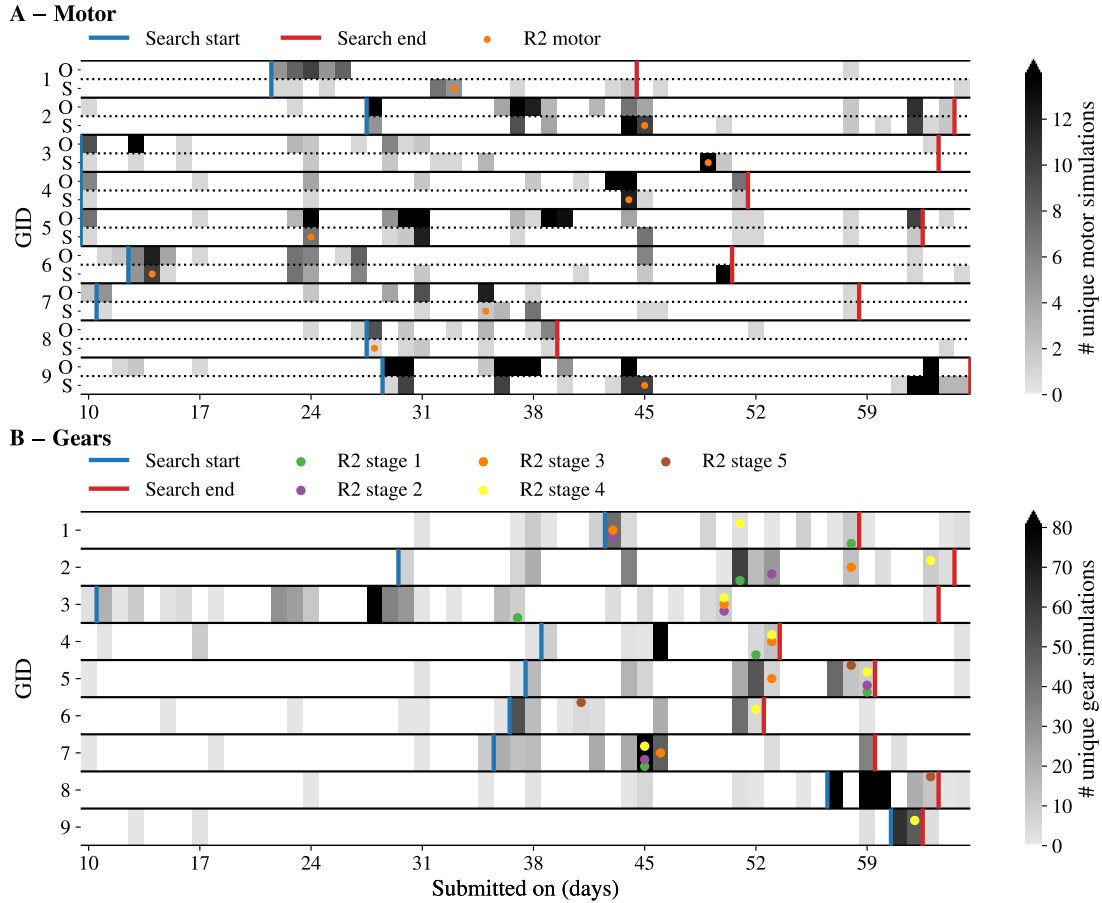 A – Motor
Search start
Search end
R2 motor
GID
1 O
S
2 O
S
3 O
S
4 O
S
5 O
S
6 O
S
7 O
S
8 O
S
9 O
S
10 17 24 31 38 45 52 59
12
10
8
6
4
2
0
# unique motor simulations
B – Gears
Search start R2 stage 1 R2 stage 3 R2 stage 5
Search end R2 stage 2 R2 stage 4
GID
1
2
3
4
5
6
7
8
9
10 17 24 31 38 45 52 59
Submitted on (days)
80
70
60
50
40
30
20
10
0
# unique gear simulations